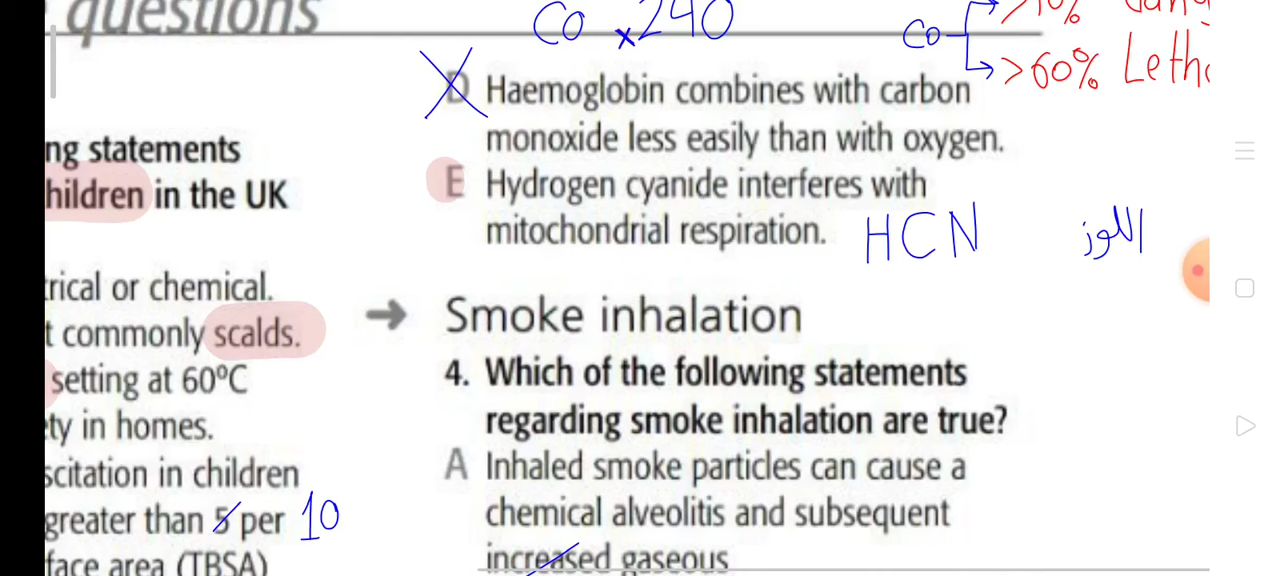 questions
Co x240
Co
>60%
ng statements
hildren in the UK
rical or chemical.
t commonly scalds.
setting at 60ºC
ty in homes.
scitation in children
greater than 5 per 10
face area (TBSA)
D Haemoglobin combines with carbon
monoxide less easily than with oxygen.
E Hydrogen cyanide interferes with
mitochondrial respiration. HCN اللوز
→ Smoke inhalation
4. Which of the following statements
regarding smoke inhalation are true?
A Inhaled smoke particles can cause a
chemical alveolitis and subsequent
increased gaseous